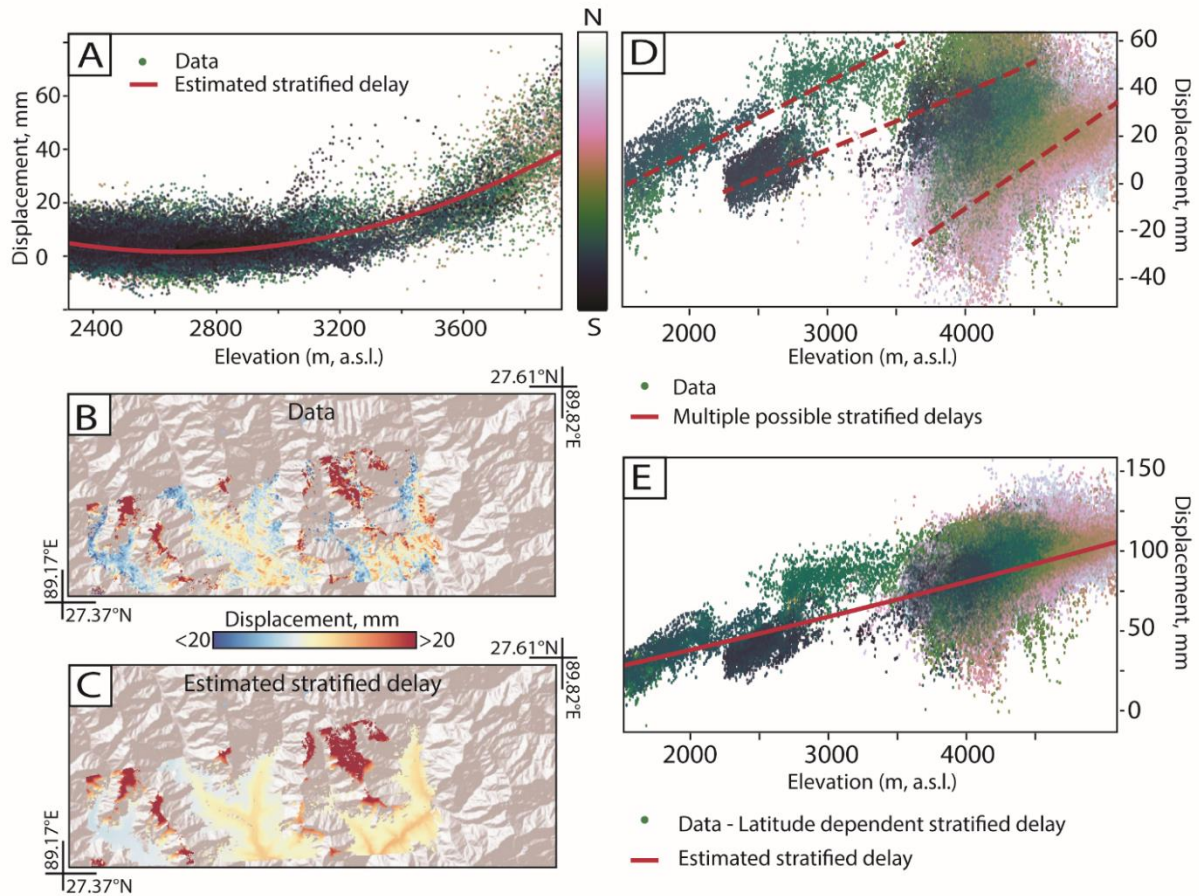 A
Data
Estimated stratified delay
Displacement, mm
60
40
20
0
2400
2800
3200
3600
Elevation (m, a.s.l.)
N
S
D
60
40
20
0
-20
-40
Displacement, mm
2000
3000
4000
Elevation (m, a.s.l.)
Data
Multiple possible stratified delays
27.61°N
89.82°E
B
Data
89.17°E
27.37°N
Displacement, mm
<20
>20
27.61°N
89.82°E
C
Estimated stratified delay
89.17°E
27.37°N
E
150
100
50
0
Displacement, mm
2000
3000
4000
Elevation (m, a.s.l.)
Data - Latitude dependent stratified delay
Estimated stratified delay